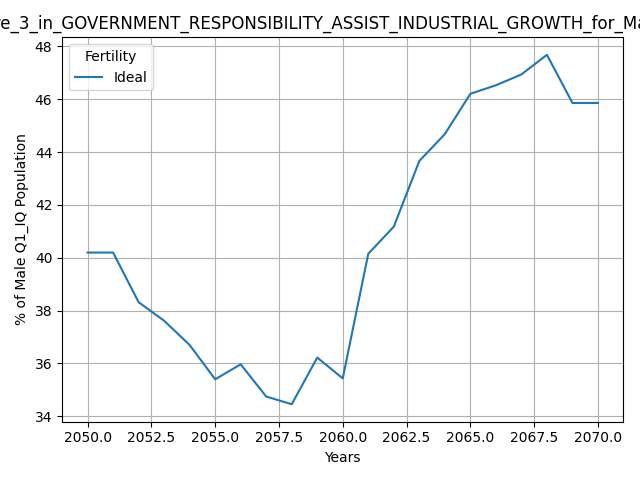 e_3_in_GOVERNMENT_RESPONSIBILITY_ASSIST_INDUSTRIAL_GROWTH_for_Ma
Fertility
Ideal
48
46
44
42
40
38
36
34
% of Male Q1_IQ Population
2050.0 2052.5 2055.0 2057.5 2060.0 2062.5 2065.0 2067.5 2070.0
Years